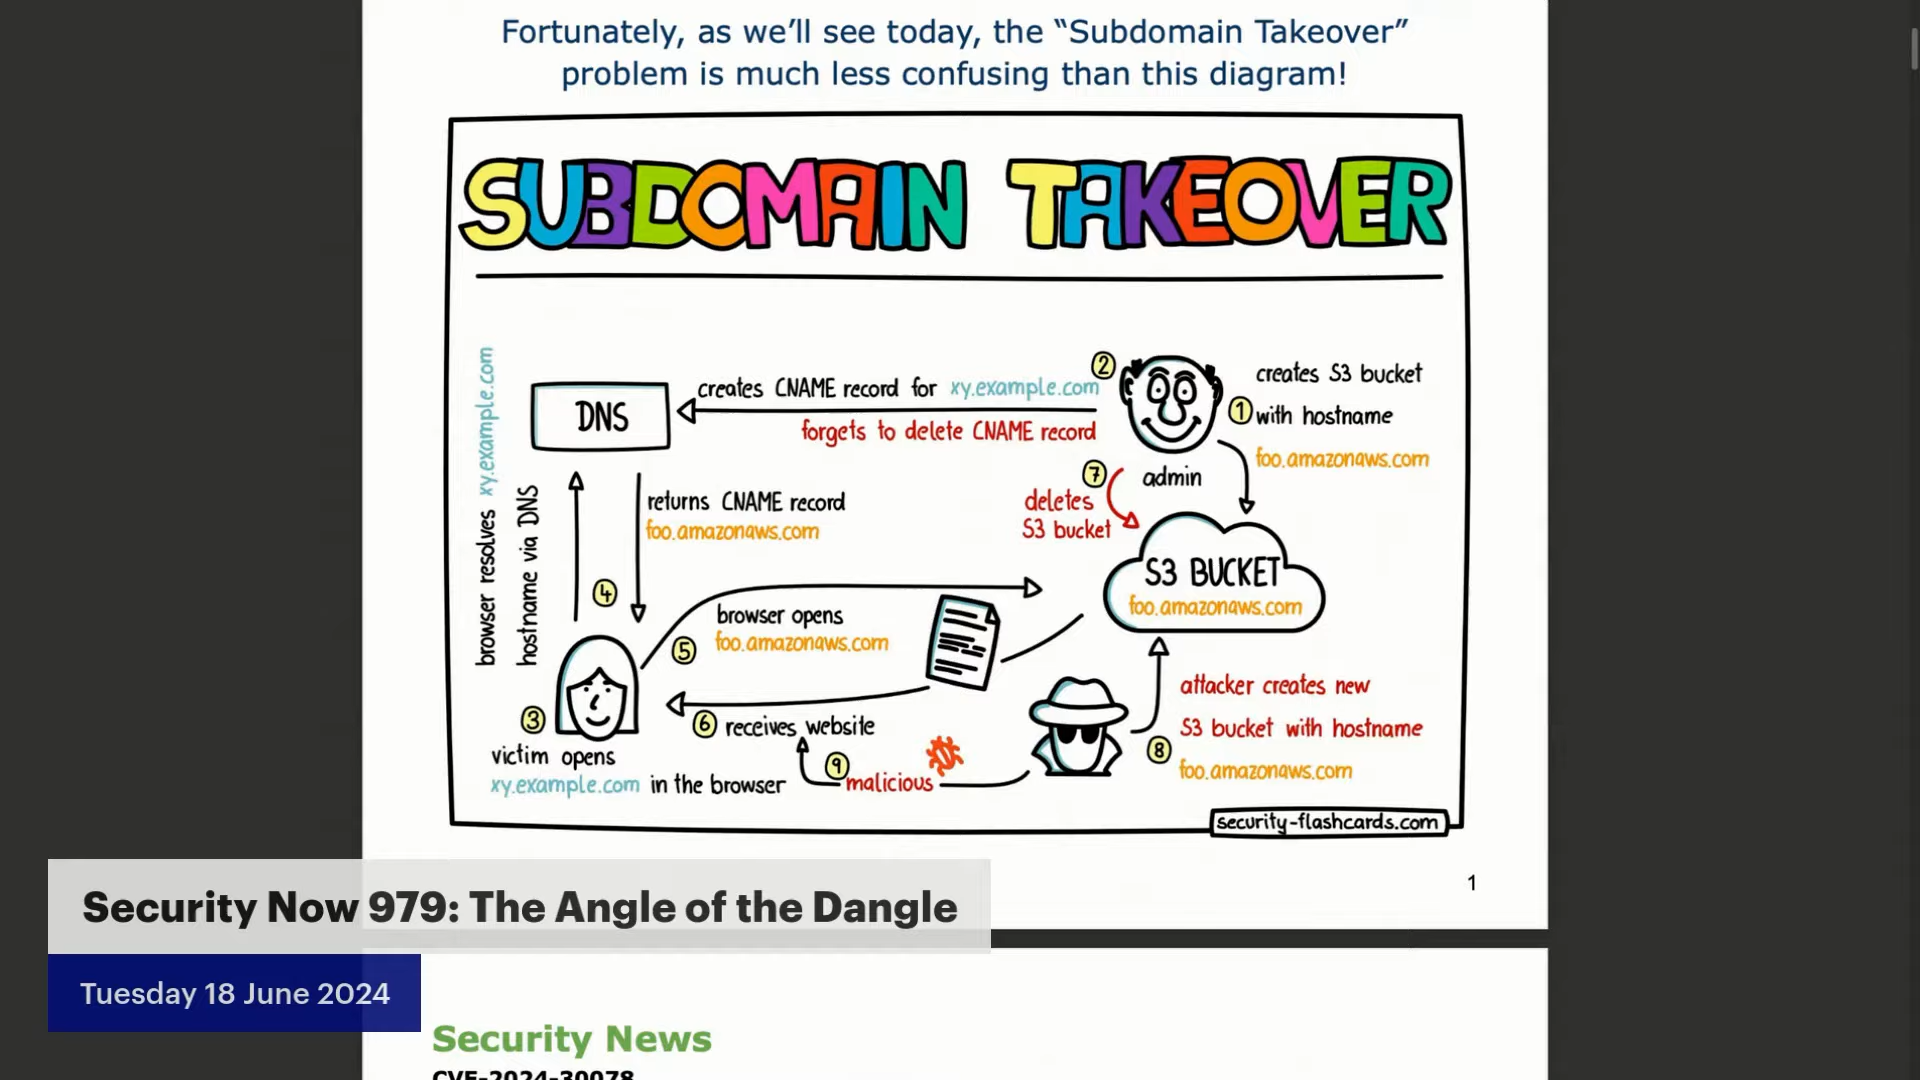 Fortunately, as we’ll see today, the “Subdomain Takeover”
problem is much less confusing than this diagram!
SUBDOMAIN TAKEOVER
browser resolves xy.example.com
hostname via DNS
DNS
creates CNAME record for xy.example.com
forgets to delete CNAME record
2
admin
1
creates S3 bucket
with hostname
foo.amazonaws.com
7
deletes
S3 bucket
returns CNAME record
foo.amazonaws.com
4
S3 BUCKET
foo.amazonaws.com
browser opens
foo.amazonaws.com
5
3
victim opens
xy.example.com in the browser
6 receives website
9
malicious
attacker creates new
S3 bucket with hostname
8
foo.amazonaws.com
security-flashcards.com
1
Security Now 979: The Angle of the Dangle
Tuesday 18 June 2024
Security News
CVE-2024-30078